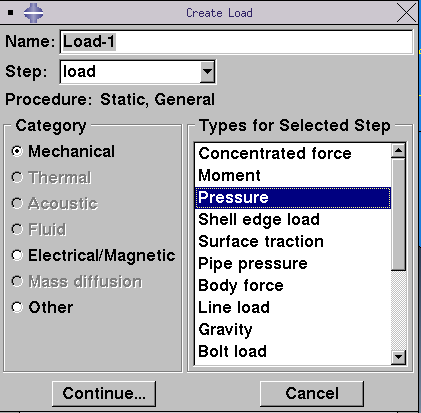 Create Load
Name: Load-1
Step: load
Procedure: Static, General
Category
Mechanical
Thermal
Acoustic
Fluid
Electrical/Magnetic
Mass diffusion
Other
Types for Selected Step
Concentrated force
Moment
Pressure
Shell edge load
Surface traction
Pipe pressure
Body force
Line load
Gravity
Bolt load
Continue... Cancel